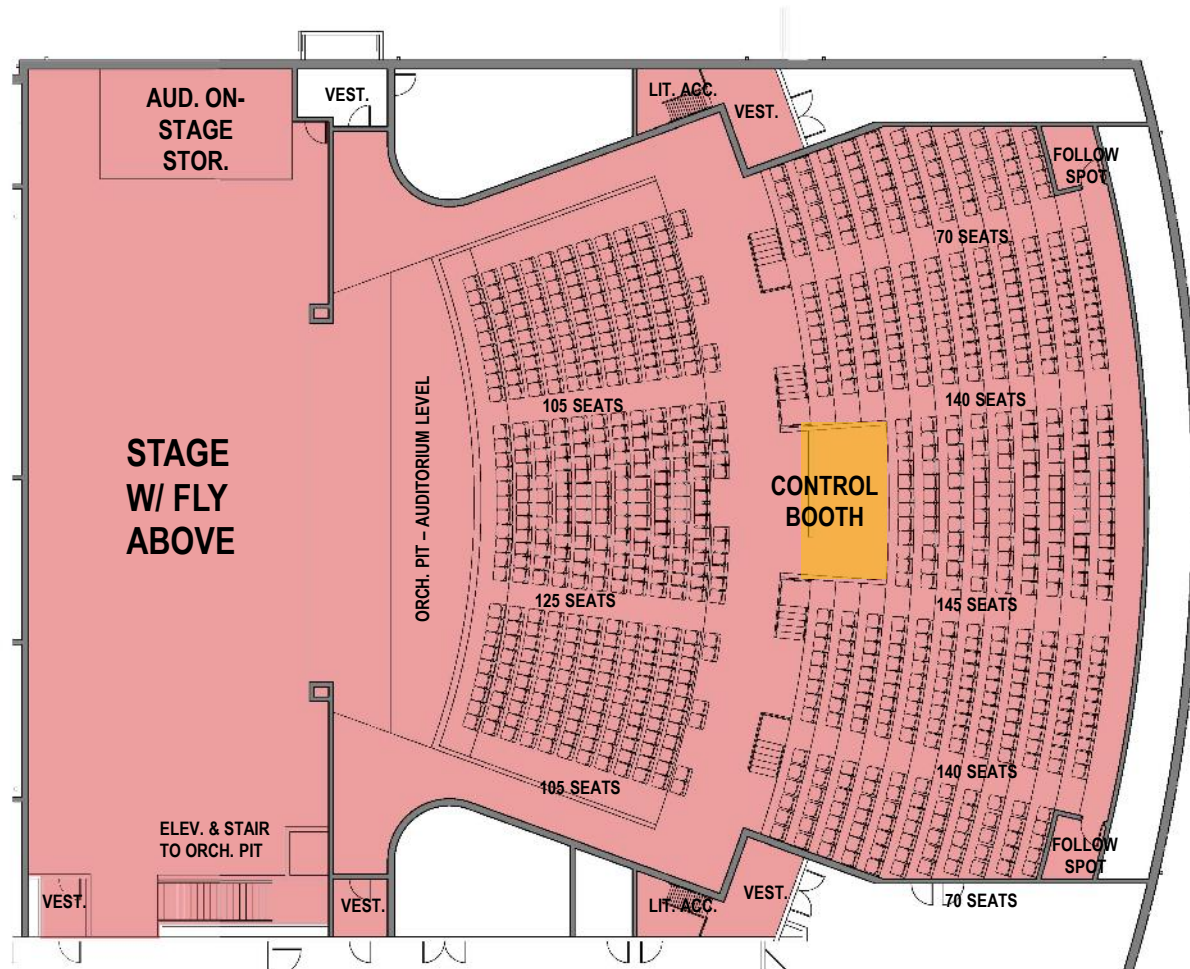 AUD. ON-
STAGE
STOR.
VEST.
LIT. ACC.
VEST.
FOLLOW
SPOT
70 SEATS
105 SEATS
140 SEATS
STAGE
W/ FLY
ABOVE
ORCH. PIT – AUDITORIUM LEVEL
CONTROL
BOOTH
125 SEATS
145 SEATS
105 SEATS
140 SEATS
ELEV. & STAIR
TO ORCH. PIT
FOLLOW
SPOT
VEST.
VEST.
LIT. ACC.
VEST.
70 SEATS